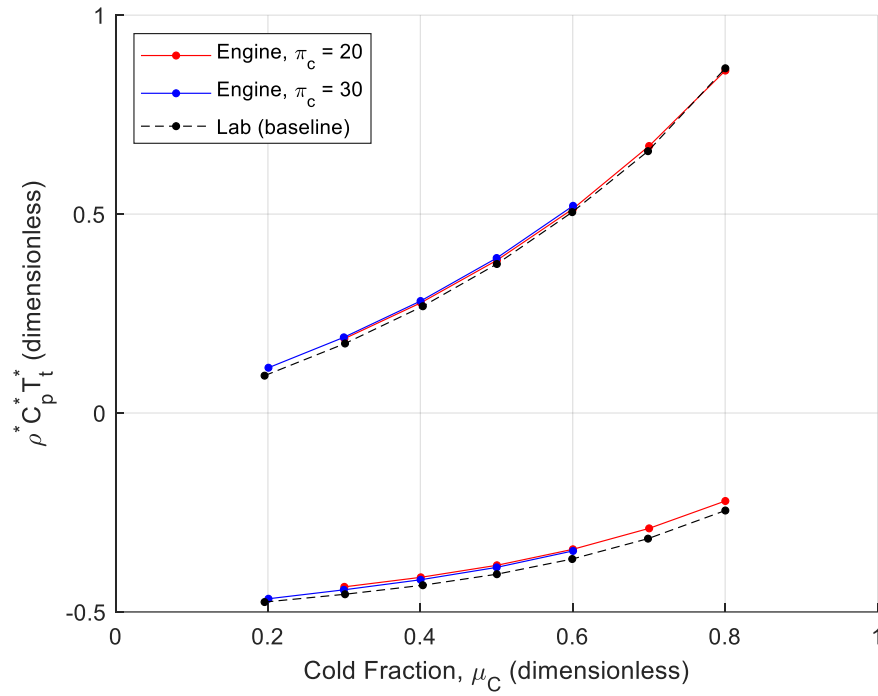 1
0.5
0
-0.5
0
0.2
0.4
0.6
0.8
1
Engine, π_c = 20
Engine, π_c = 30
Lab (baseline)
ρ^* C_p^* T_t^* (dimensionless)
Cold Fraction, μ_C (dimensionless)